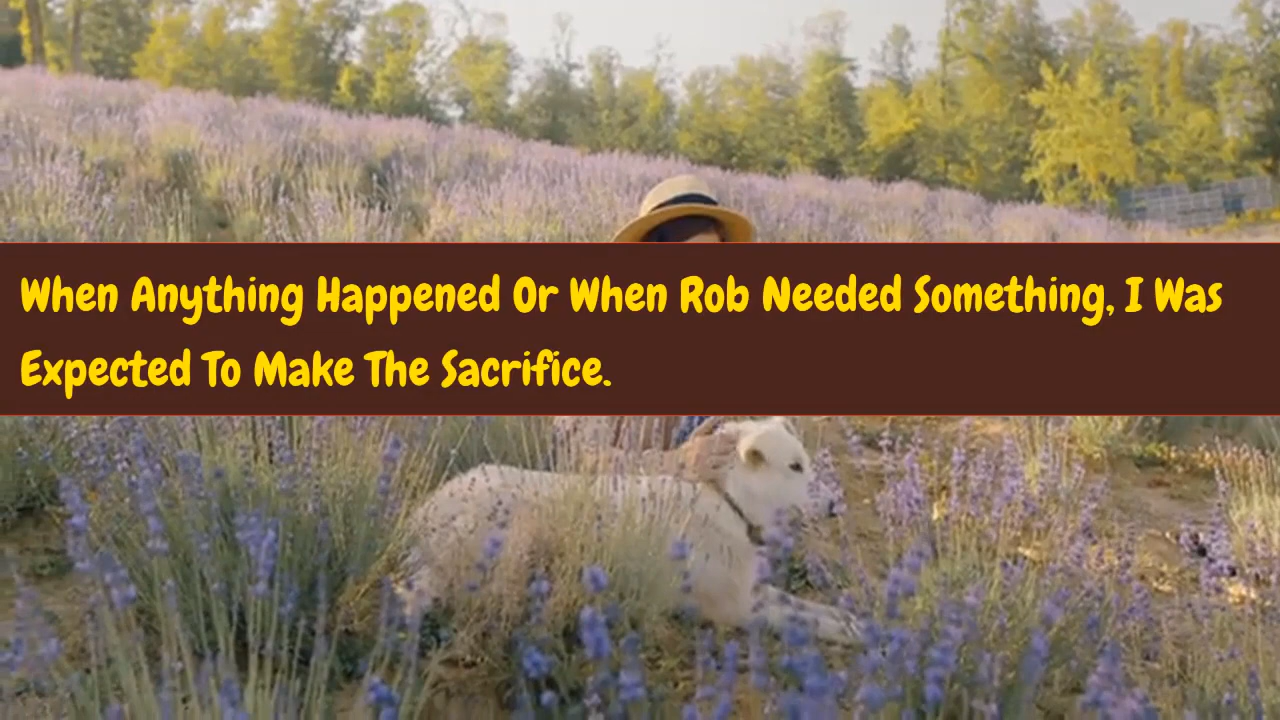 When Anything Happened Or When Rob Needed Something, I Was
Expected To Make The Sacrifice.